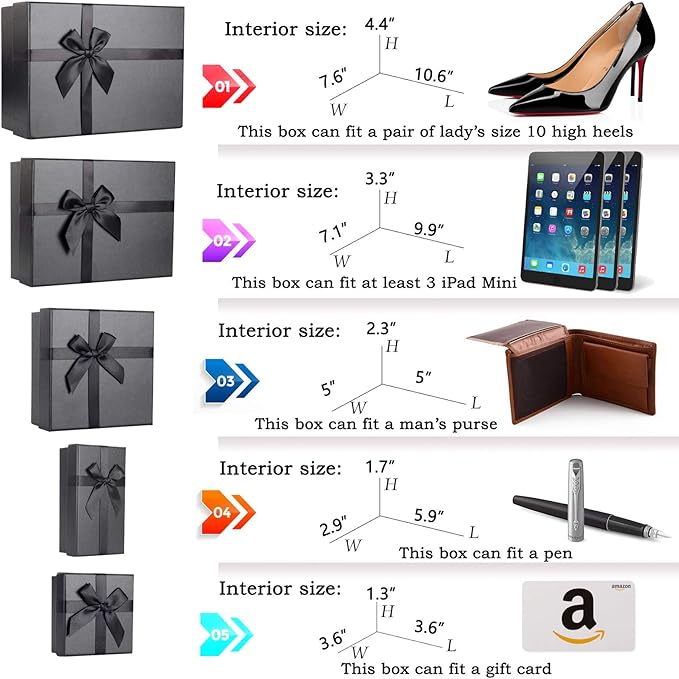 Interior size:
4.4"
H
7.6"
10.6"
W
L
01
This box can fit a pair of lady's size 10 high heels
Interior size:
3.3"
H
7.1"
9.9"
W
L
02
This box can fit at least 3 iPad Mini
Interior size:
2.3"
H
5"
5"
W
L
03
This box can fit a man's purse
Interior size:
1.7"
H
2.9"
5.9"
W
L
04
This box can fit a pen
Interior size:
1.3"
H
3.6"
3.6"
W
L
05
amazon
a
This box can fit a gift card